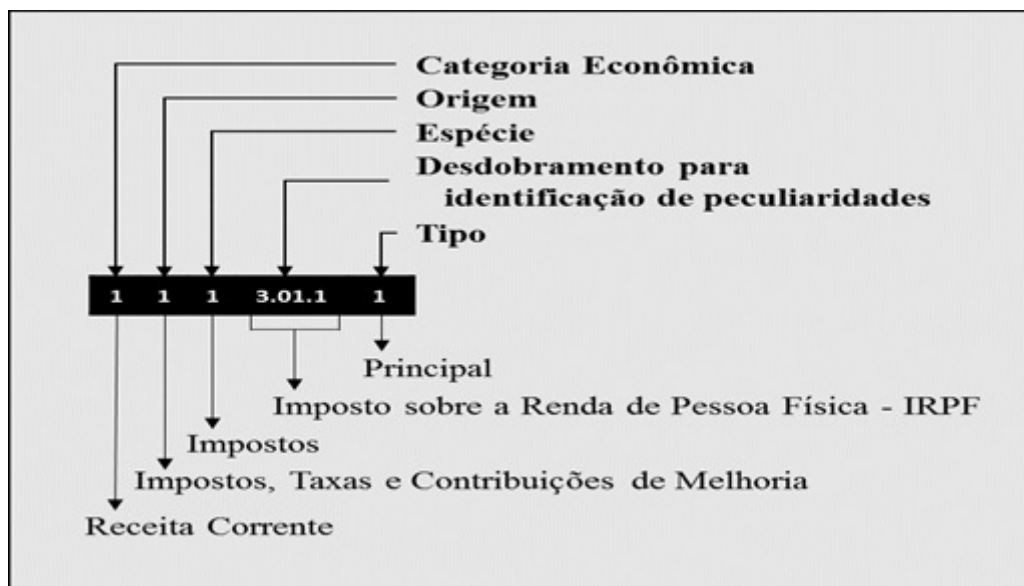 Categoria Econômica
Origem
Espécie
Desdobramento para
identificação de peculiaridades
Tipo
1 1 1 3.01.1 1
Principal
Imposto sobre a Renda de Pessoa Física - IRPF
Impostos
Impostos, Taxas e Contribuições de Melhoria
Receita Corrente